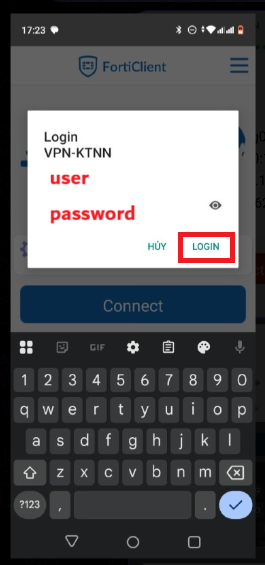 17:23
FortiClient
Login
VPN-KTNN
user
password
HỦY LOGIN
Connect
GIF
1 2 3 4 5 6 7 8 9 0
q w e r t y u i o p
a s d f g h j k l
z x c v b n m
?123 , .